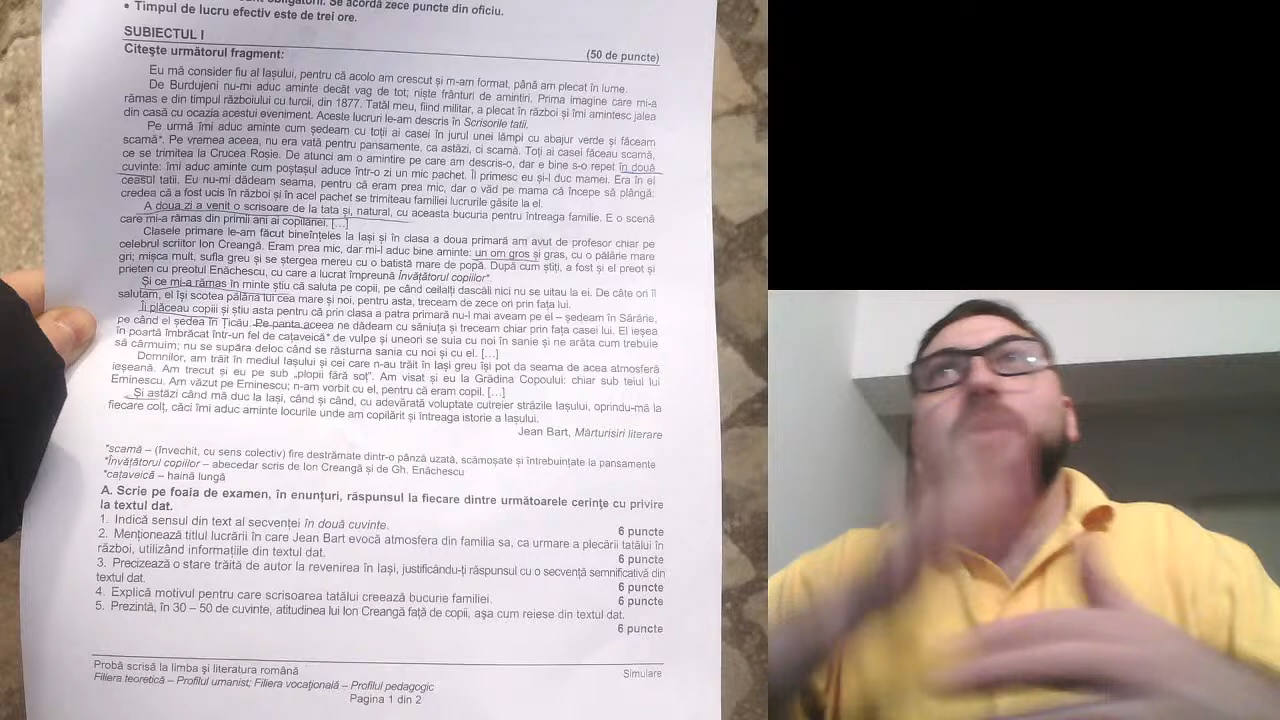 obligatorii. Se acordă zece puncte din oficiu.
• Timpul de lucru efectiv este de trei ore.
SUBIECTUL I
(50 de puncte)
Citește următorul fragment:
Eu mă consider fiu al Iașului, pentru că acolo am crescut și m-am format, până am plecat în lume.
De Burdujeni nu-mi aduc aminte decât vag de tot; niște frânturi de amintiri. Prima imagine care mi-a
rămas e din timpul războiului cu turcii, din 1877. Tatăl meu, fiind militar, a plecat în război și îmi amintesc jalea
din casă cu ocazia acestui eveniment. Aceste lucruri le-am descris în Scrisorile tatii.
Pe urmă îmi aduc aminte cum ședeam cu toții ai casei în jurul unei lămpi cu abajur verde și făceam
scamă*. Pe vremea aceea, nu era vată pentru pansamente, ca astăzi, ci scamă. Toți ai casei făceau scamă,
ce se trimitea la Crucea Roșie. De atunci am o amintire pe care am descris-o, dar e bine s-o repet în două
cuvinte: îmi aduc aminte cum poștașul aduce într-o zi un mic pachet. Îl primesc eu și-l duc mamei. Era în el
ceasul tatii. Eu nu-mi dădeam seama, pentru că eram prea mic, dar o văd pe mama că începe să plângă:
credea că a fost ucis în război și în acel pachet se trimiteau familiei lucrurile găsite la el.
A doua zi a venit o scrisoare de la tata și, natural, cu aceasta bucuria pentru întreaga familie. E o scenă
care mi-a rămas din primii ani ai copilăriei. [...]
Clasele primare le-am făcut bineînțeles la Iași și în clasa a doua primară am avut de profesor chiar pe
celebrul scriitor Ion Creangă. Eram prea mic, dar mi-l aduc bine aminte: un om gros și gras, cu o pălărie mare
gri; mișca mult, sufla greu și se ștergea mereu cu o batistă mare de popă. După cum știți, a fost și el preot și
prieten cu preotul Enăchescu, cu care a lucrat împreună Învățătorul copiilor*.
Și ce mi-a rămas în minte știu că saluta pe copii, pe când ceilalți dascăli nici nu se uitau la ei. De câte ori îl
salutam, el își scotea pălăria lui cea mare și noi, pentru asta, treceam de zece ori prin fața lui.
Îi plăceau copiii și știu asta pentru că prin clasa a patra primară nu-l mai aveam pe el – ședeam în Sărărie,
pe când el ședea în Țicău. Pe panta aceea ne dădeam cu săniuța și treceam chiar prin fața casei lui. El ieșea
în poartă îmbrăcat într-un fel de cațaveică* de vulpe și uneori se suia cu noi în sanie și ne arăta cum trebuie
să cârmuim; nu se supăra deloc când se răsturna sania cu noi și cu el. [...]
Domnilor, am trăit în mediul Iașului și cei care n-au trăit în Iași greu își pot da seama de acea atmosferă
ieșeană. Am trecut și eu pe sub „plopii fără soț”. Am visat și eu la Grădina Copoului: chiar sub teiul lui
Eminescu. Am văzut pe Eminescu; n-am vorbit cu el, pentru că eram copil. [...]
Și astăzi când mă duc la Iași, când și când, cu adevărată voluptate cutreier străzile Iașului, oprindu-mă la
fiecare colț, căci îmi aduc aminte locurile unde am copilărit și întreaga istorie a Iașului.
Jean Bart, Mărturisiri literare
*scamă – (învechit, cu sens colectiv) fire destrămate dintr-o pânză uzată, scămoșate și întrebuințate la pansamente
*Învățătorul copiilor – abecedar scris de Ion Creangă și de Gh. Enăchescu
*cațaveică – haină lungă
A. Scrie pe foaia de examen, în enunțuri, răspunsul la fiecare dintre următoarele cerințe cu privire
la textul dat.
1. Indică sensul din text al secvenței în două cuvinte.
6 puncte
2. Menționează titlul lucrării în care Jean Bart evocă atmosfera din familia sa, ca urmare a plecării tatălui în
război, utilizând informațiile din textul dat.
6 puncte
3. Precizează o stare trăită de autor la revenirea în Iași, justificându-ți răspunsul cu o secvență semnificativă din
textul dat.
6 puncte
4. Explică motivul pentru care scrisoarea tatălui creează bucurie familiei.
6 puncte
5. Prezintă, în 30 – 50 de cuvinte, atitudinea lui Ion Creangă față de copii, așa cum reiese din textul dat.
6 puncte
Probă scrisă la limba și literatura română
Simulare
Filiera teoretică – Profilul umanist; Filiera vocațională – Profilul pedagogic
Pagina 1 din 2